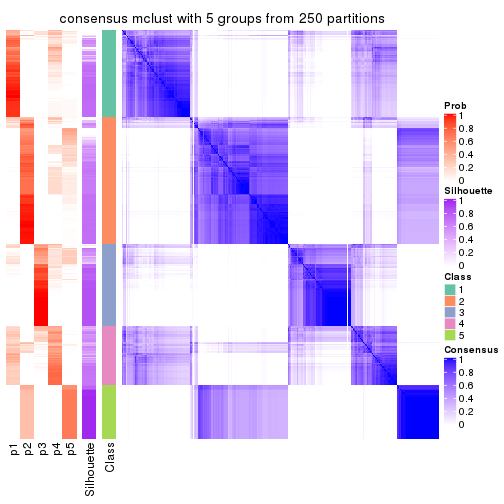 consensus mclust with 5 groups from 250 partitions
Prob
1
0.8
0.6
0.4
0.2
0
Silhouette
1
0.8
0.6
0.4
0.2
0
Class
1
2
3
4
5
Consensus
1
0.8
0.6
0.4
0.2
0
p1
p2
p3
p4
p5
Silhouette
Class